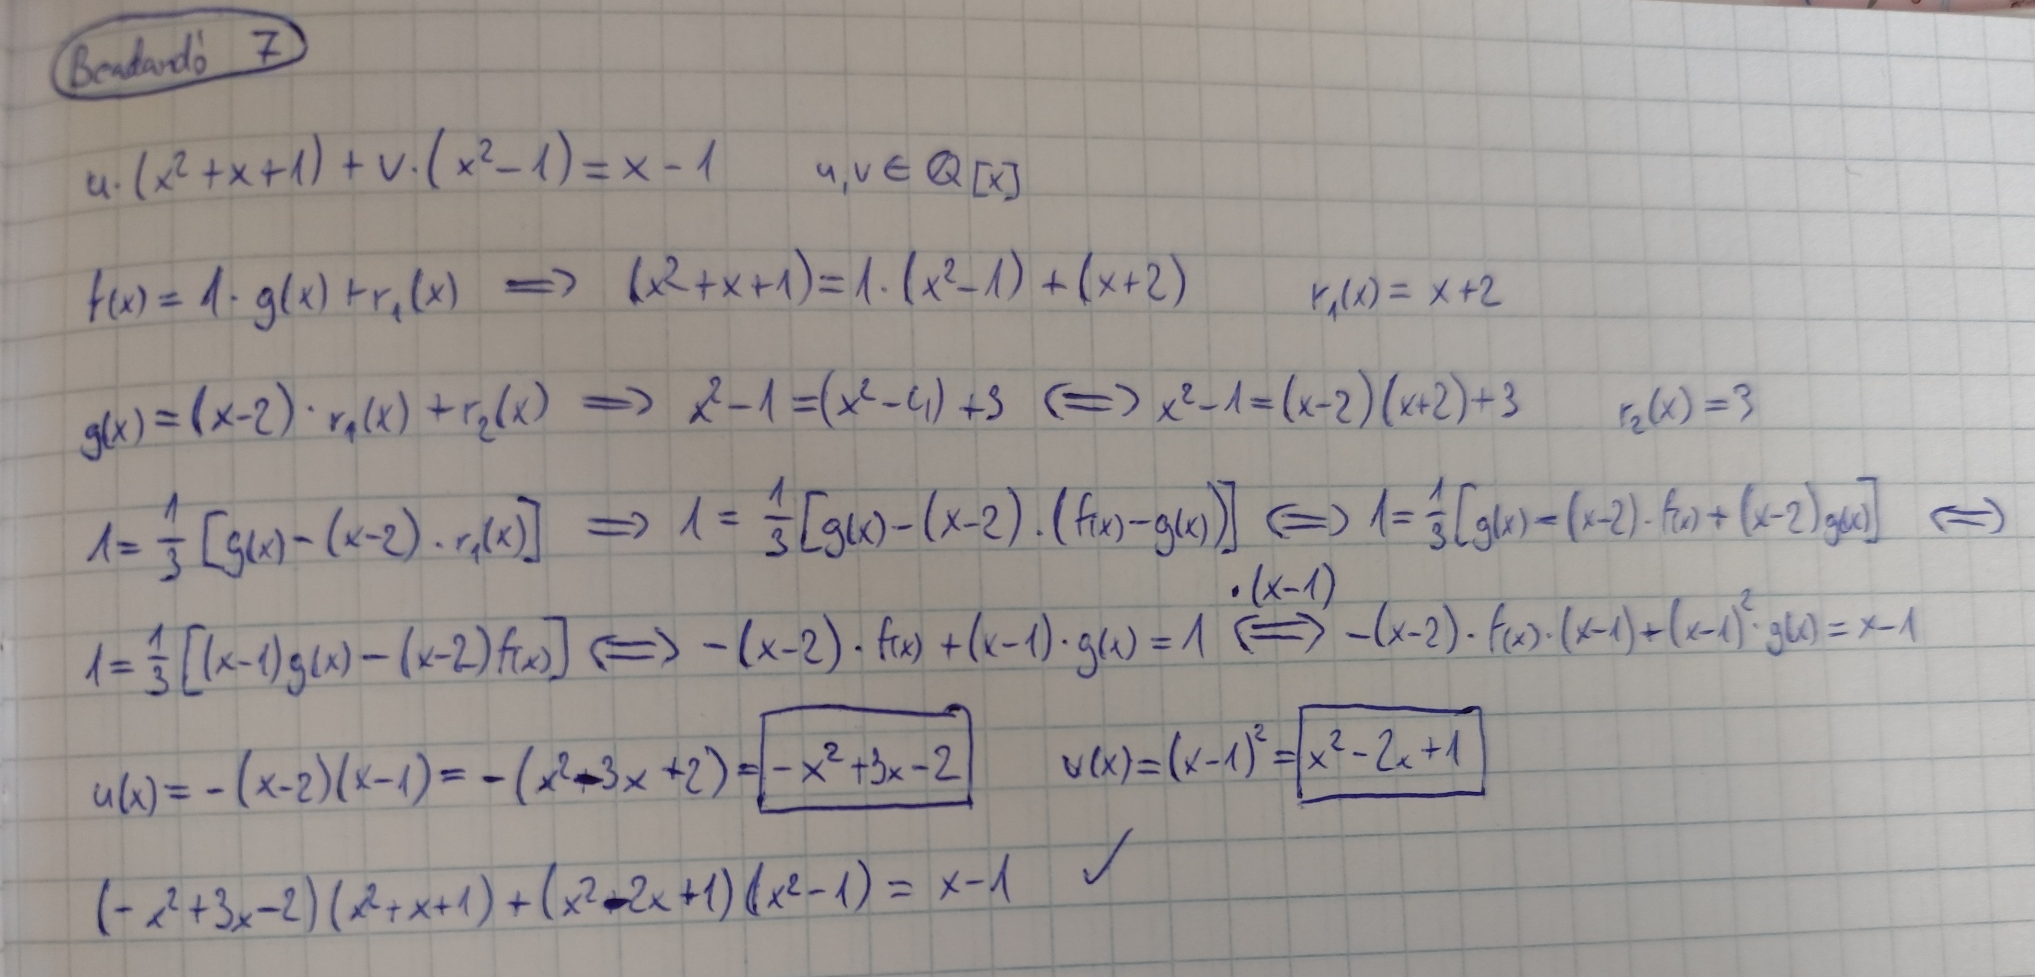 Beadandó 7
u·(x²+x+1)+v·(x²-1)=x-1 u,v∈ℚ[x]
f(x)=1·g(x)+r₁(x) ⟹ (x²+x+1)=1·(x²-1)+(x+2) r₁(x)=x+2
g(x)=(x-2)·r₁(x)+r₂(x) ⟹ x²-1=(x²-4)+3 ⟺ x²-1=(x-2)(x+2)+3 r₂(x)=3
1=1/3[g(x)-(x-2)·r₁(x)] ⟹ 1=1/3[g(x)-(x-2)·(f(x)-g(x))] ⟺ 1=1/3[g(x)-(x-2)·f(x)+(x-2)g(x)] ⟺
·(x-1)
1=1/3[(x-1)g(x)-(x-2)f(x)] ⟺ -(x-2)·f(x)+(x-1)·g(x)=1 ⟺ -(x-2)·f(x)·(x-1)+(x-1)²·g(x)=x-1
u(x)=-(x-2)(x-1)=-(x²-3x+2)=-x²+3x-2 v(x)=(x-1)²=x²-2x+1
(-x²+3x-2)(x²+x+1)+(x²-2x+1)(x²-1)=x-1 ✓